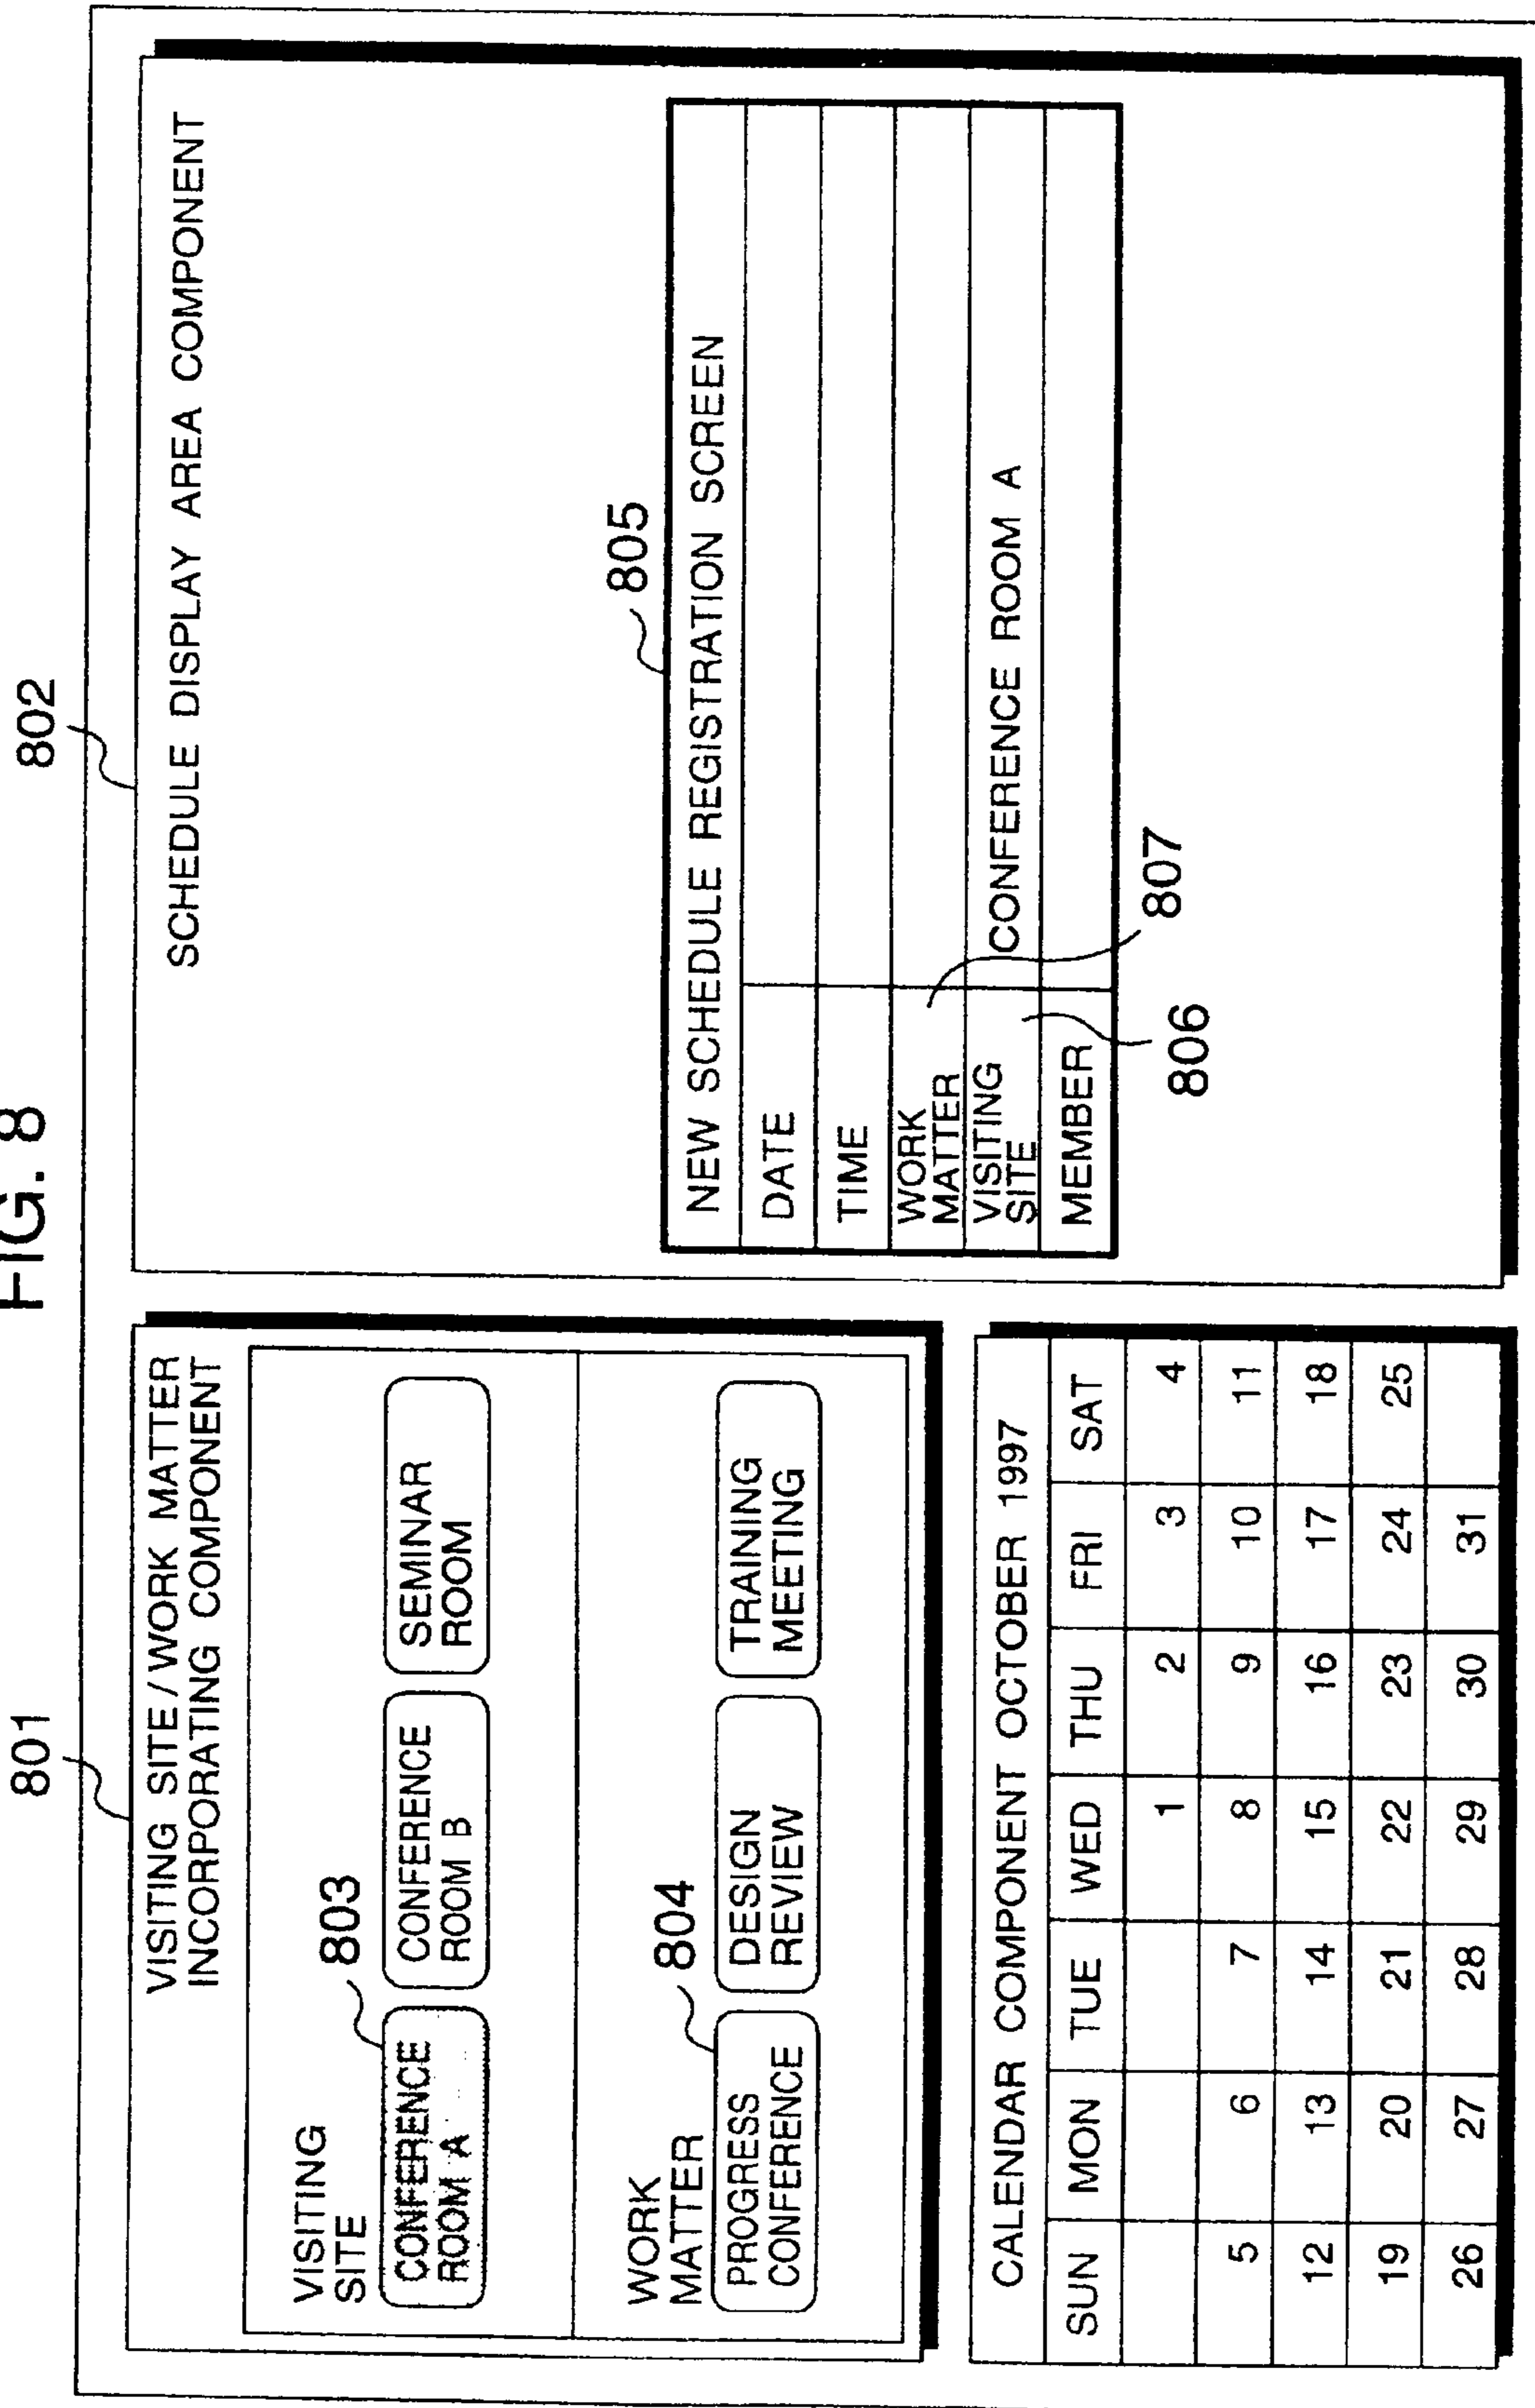 FIG. 8
801
VISITING SITE/WORK MATTER
INCORPORATING COMPONENT
VISITING
SITE
803
CONFERENCE
ROOM A
CONFERENCE
ROOM B
SEMINAR
ROOM
WORK
MATTER
804
PROGRESS
CONFERENCE
DESIGN
REVIEW
TRAINING
MEETING
CALENDAR COMPONENT OCTOBER 1997
SUN MON TUE WED THU FRI SAT
1 2 3 4
5 6 7 8 9 10 11
12 13 14 15 16 17 18
19 20 21 22 23 24 25
26 27 28 29 30 31
802
SCHEDULE DISPLAY AREA COMPONENT
805
NEW SCHEDULE REGISTRATION SCREEN
DATE
TIME
WORK
MATTER
VISITING
SITE
CONFERENCE ROOM A
MEMBER
807
806